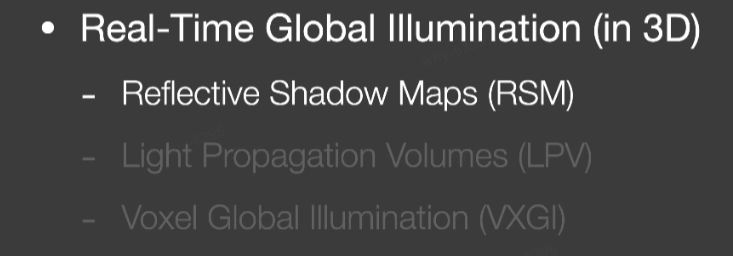 • Real-Time Global Illumination (in 3D)
- Reflective Shadow Maps (RSM)
- Light Propagation Volumes (LPV)
- Voxel Global Illumination (VXGI)